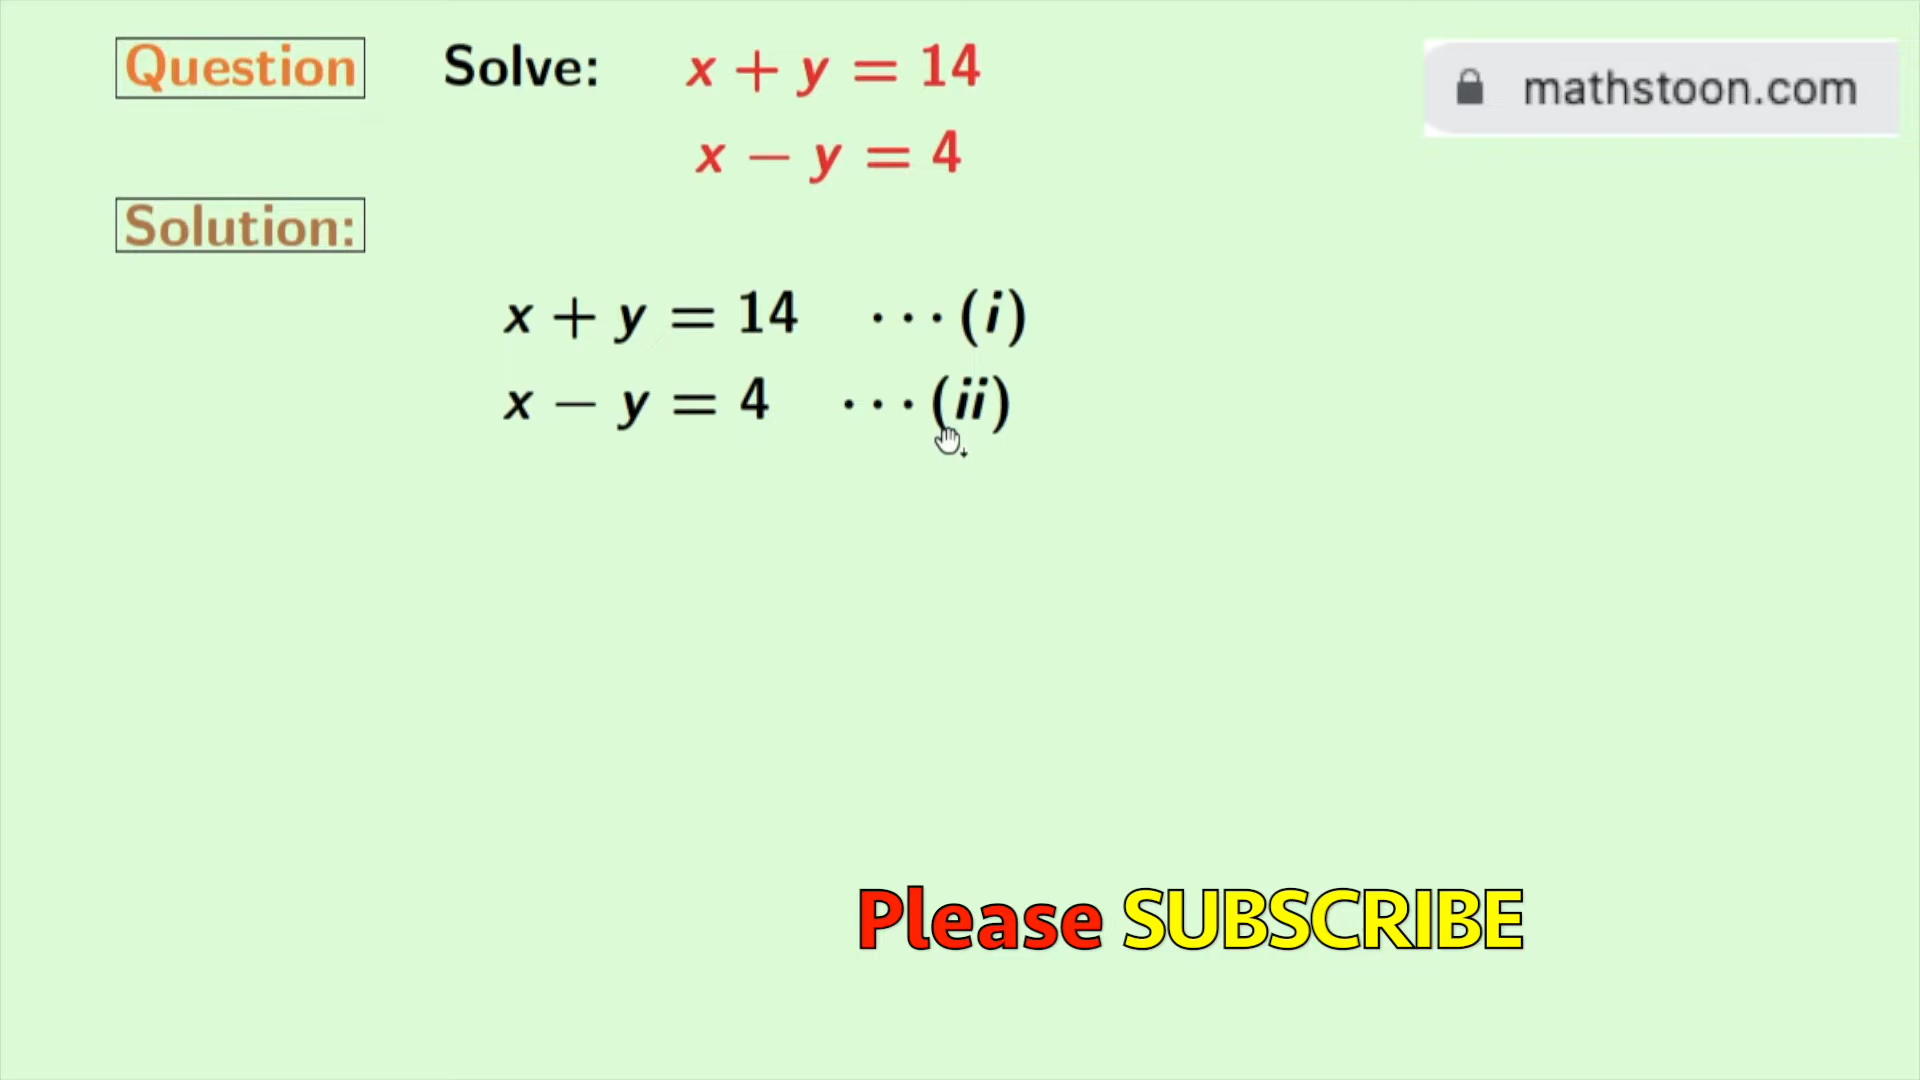 Question Solve: x + y = 14
mathstoon.com
x − y = 4
Solution:
x + y = 14 ···(i)
x − y = 4 ···(ii)
Please SUBSCRIBE